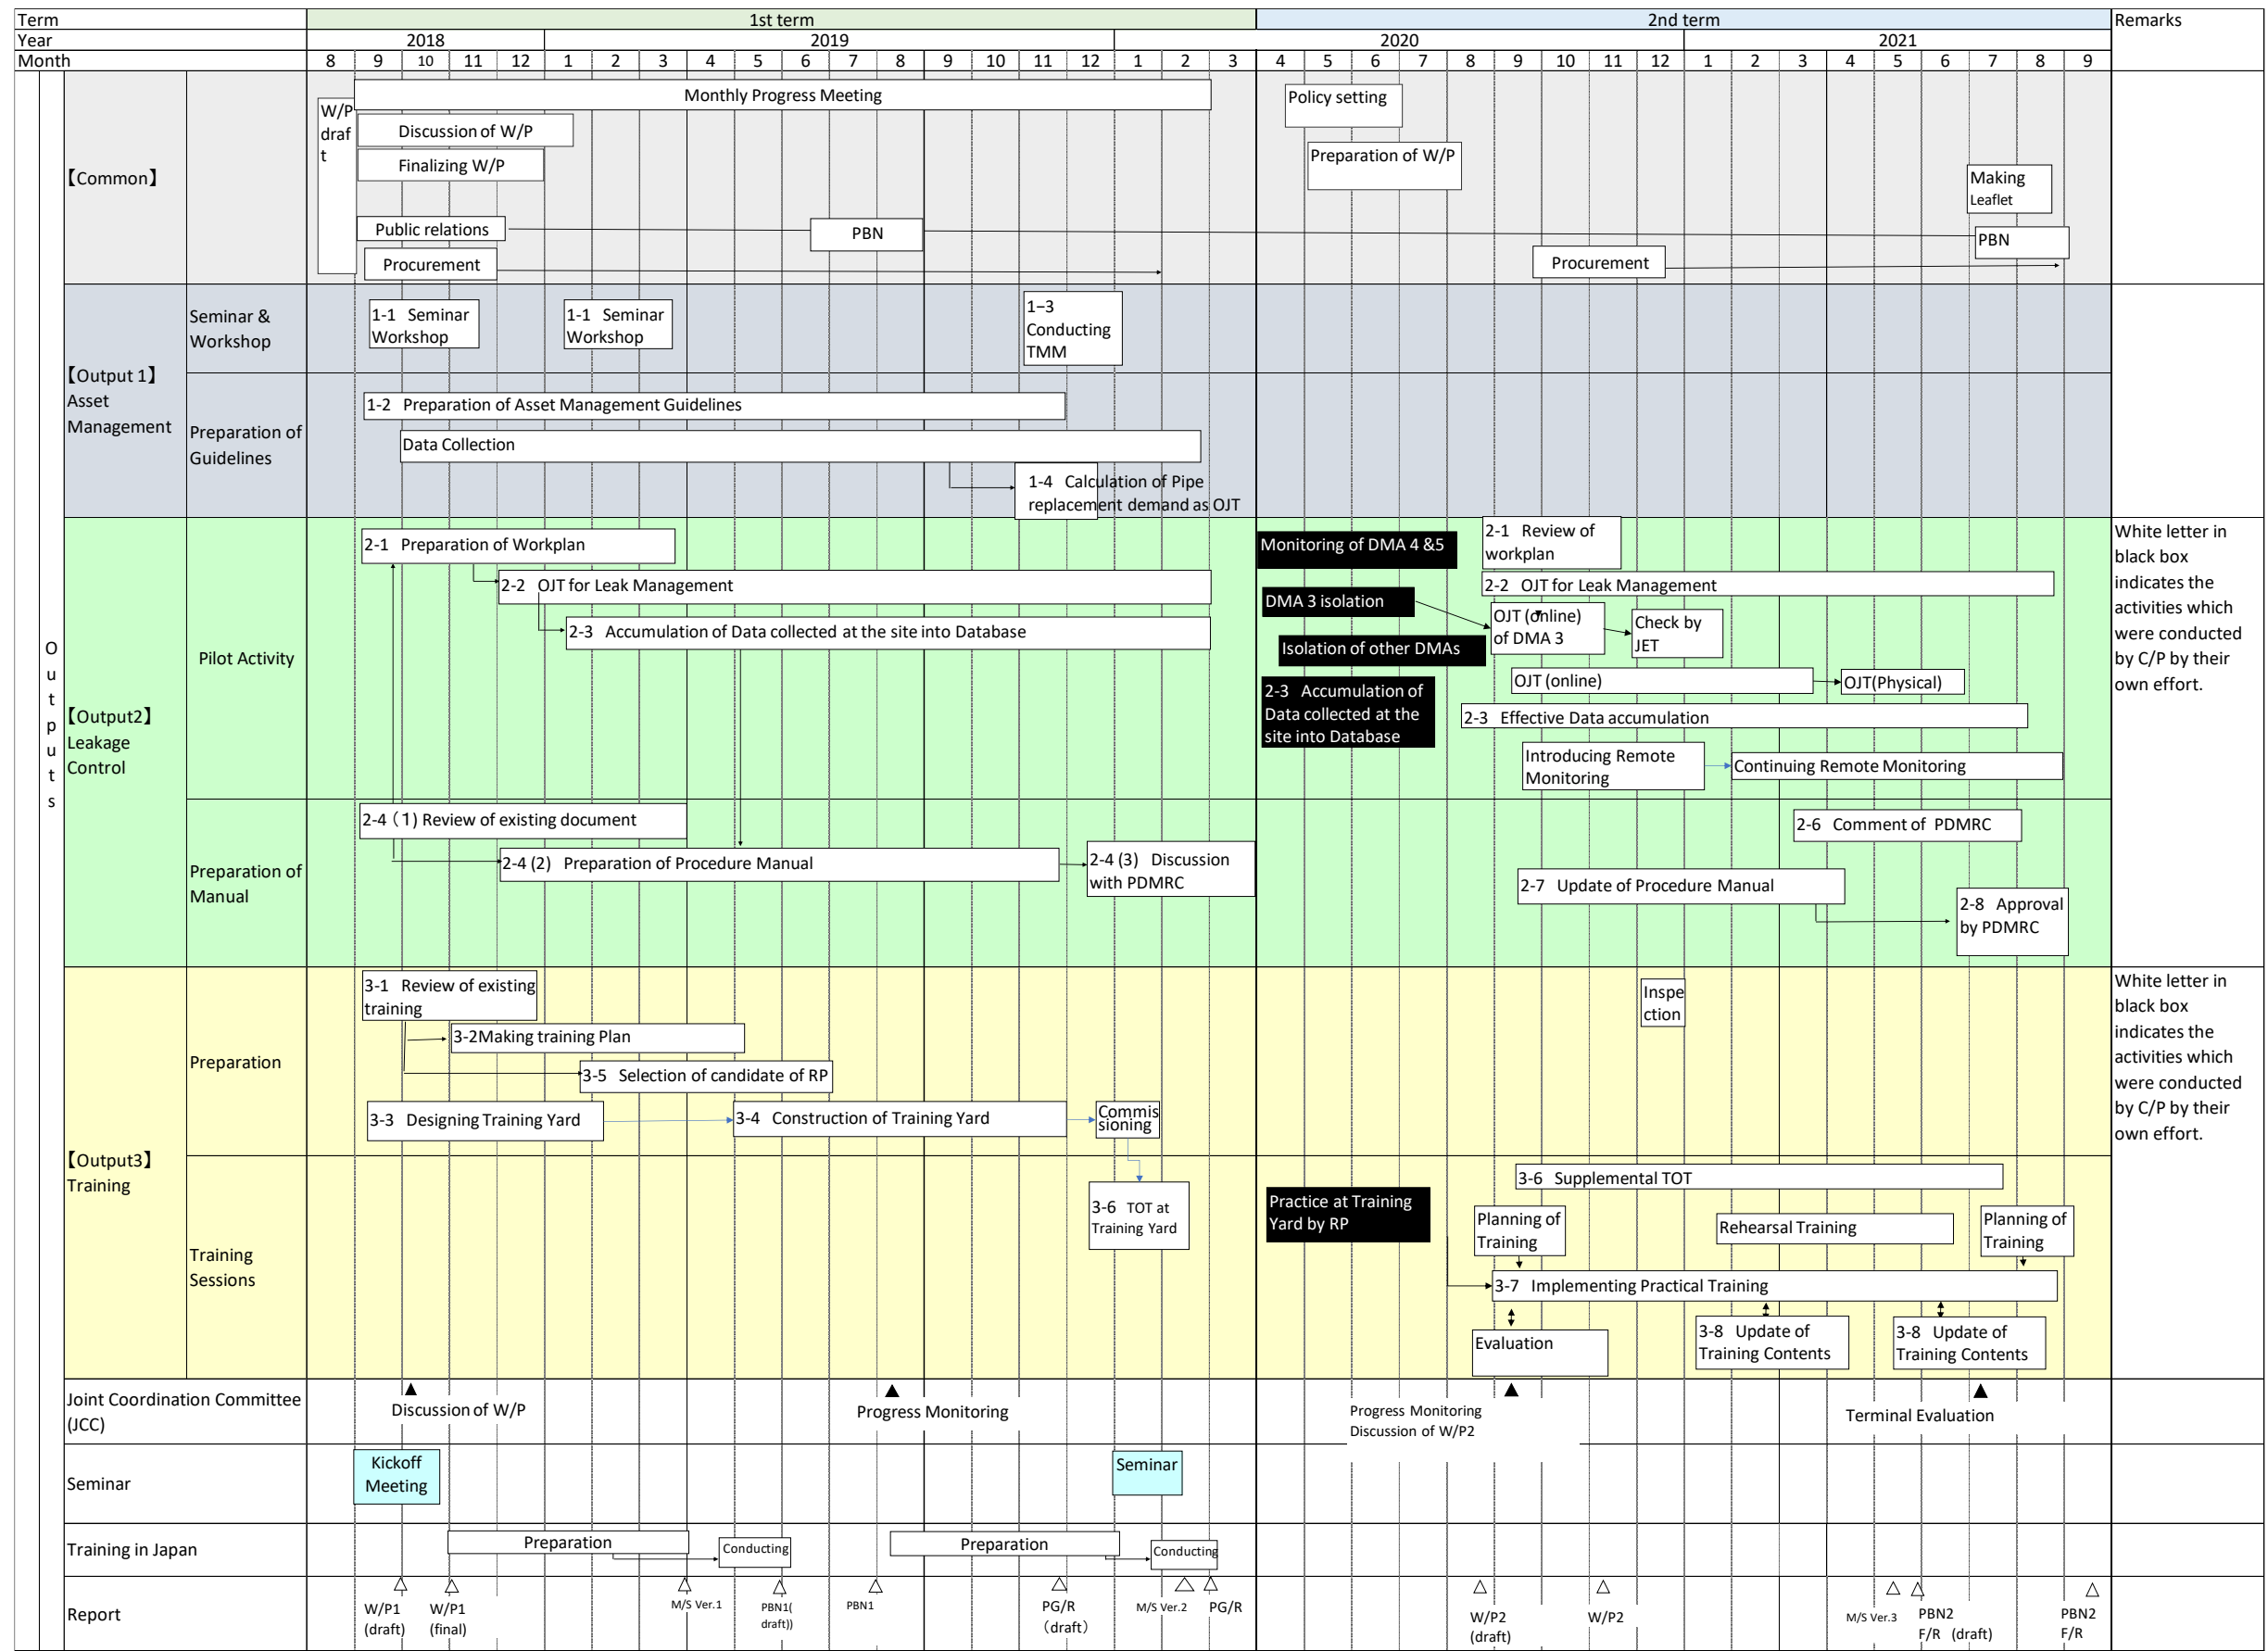 Term
1st term
2nd term
Remarks
Year
2018
2019
2020
2021
Month
8 9 10 11 12 1 2 3 4 5 6 7 8 9 10 11 12 1 2 3 4 5 6 7 8 9 10 11 12 1 2 3 4 5 6 7 8 9
Outputs
【Common】
W/P
draf
t
Monthly Progress Meeting
Discussion of W/P
Finalizing W/P
Public relations
PBN
Procurement
Policy setting
Preparation of W/P
Making
Leaflet
PBN
Procurement
【Output 1】
Asset
Management
Seminar &
Workshop
1-1 Seminar
Workshop
1-1 Seminar
Workshop
1-3
Conducting
TMM
Preparation of
Guidelines
1-2 Preparation of Asset Management Guidelines
Data Collection
1-4 Calculation of Pipe
replacement demand as OJT
【Output2】
Leakage
Control
Pilot Activity
2-1 Preparation of Workplan
2-2 OJT for Leak Management
2-3 Accumulation of Data collected at the site into Database
Monitoring of DMA 4 &5
DMA 3 isolation
Isolation of other DMAs
2-3 Accumulation of
Data collected at the
site into Database
2-1 Review of
workplan
2-2 OJT for Leak Management
OJT (online)
of DMA 3
Check by
JET
OJT (online)
OJT(Physical)
2-3 Effective Data accumulation
Introducing Remote
Monitoring
Continuing Remote Monitoring
White letter in
black box
indicates the
activities which
were conducted
by C/P by their
own effort.
Preparation of
Manual
2-4（1）Review of existing document
2-4 (2) Preparation of Procedure Manual
2-4 (3) Discussion
with PDMRC
2-6 Comment of PDMRC
2-7 Update of Procedure Manual
2-8 Approval
by PDMRC
【Output3】
Training
Preparation
3-1 Review of existing
training
3-2Making training Plan
3-5 Selection of candidate of RP
3-3 Designing Training Yard
3-4 Construction of Training Yard
Commis
sioning
Inspe
ction
White letter in
black box
indicates the
activities which
were conducted
by C/P by their
own effort.
Training
Sessions
3-6 TOT at
Training Yard
Practice at Training
Yard by RP
3-6 Supplemental TOT
Planning of
Training
Rehearsal Training
Planning of
Training
3-7 Implementing Practical Training
Evaluation
3-8 Update of
Training Contents
3-8 Update of
Training Contents
Joint Coordination Committee
(JCC)
Discussion of W/P
Progress Monitoring
Progress Monitoring
Discussion of W/P2
Terminal Evaluation
Seminar
Kickoff
Meeting
Seminar
Training in Japan
Preparation
Conducting
Preparation
Conducting
Report
W/P1
(draft)
W/P1
(final)
M/S Ver.1
PBN1(
draft))
PBN1
PG/R
（draft）
M/S Ver.2
PG/R
W/P2
(draft)
W/P2
M/S Ver.3
PBN2
F/R (draft)
PBN2
F/R